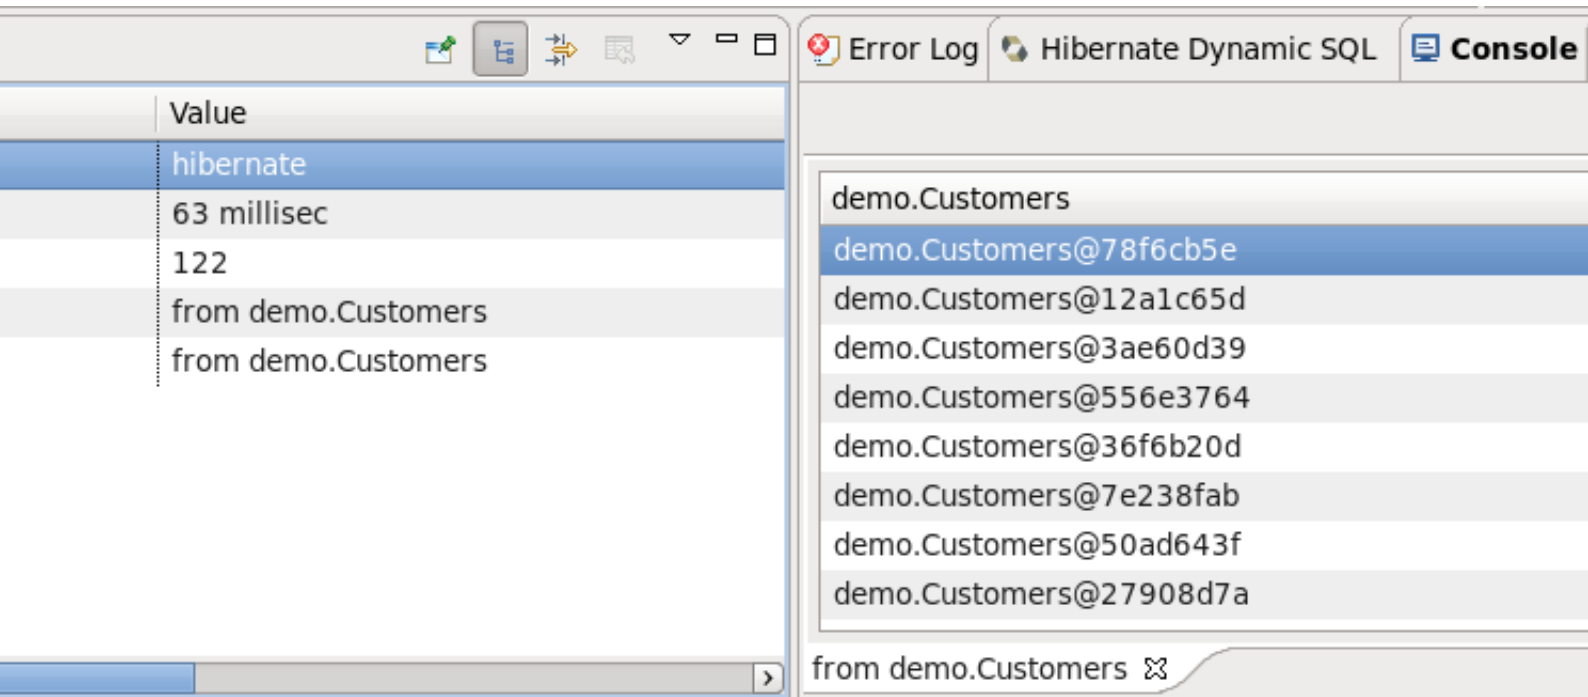 Error Log
Hibernate Dynamic SQL
Console
Value
hibernate
63 millisec
122
from demo.Customers
from demo.Customers
demo.Customers
demo.Customers@78f6cb5e
demo.Customers@12a1c65d
demo.Customers@3ae60d39
demo.Customers@556e3764
demo.Customers@36f6b20d
demo.Customers@7e238fab
demo.Customers@50ad643f
demo.Customers@27908d7a
from demo.Customers